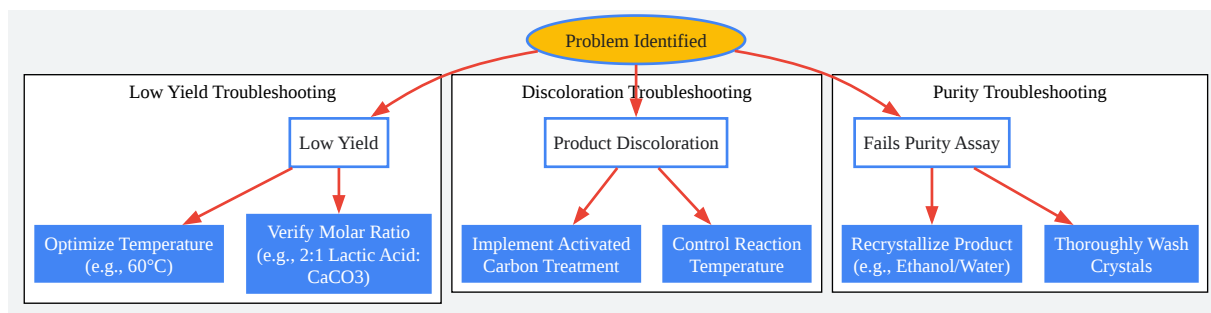 Problem Identified
Low Yield Troubleshooting
Discoloration Troubleshooting
Purity Troubleshooting
Low Yield
Product Discoloration
Fails Purity Assay
Optimize Temperature
(e.g., 60°C)
Verify Molar Ratio
(e.g., 2:1 Lactic Acid:
CaCO3)
Implement Activated
Carbon Treatment
Control Reaction
Temperature
Recrystallize Product
(e.g., Ethanol/Water)
Thoroughly Wash
Crystals